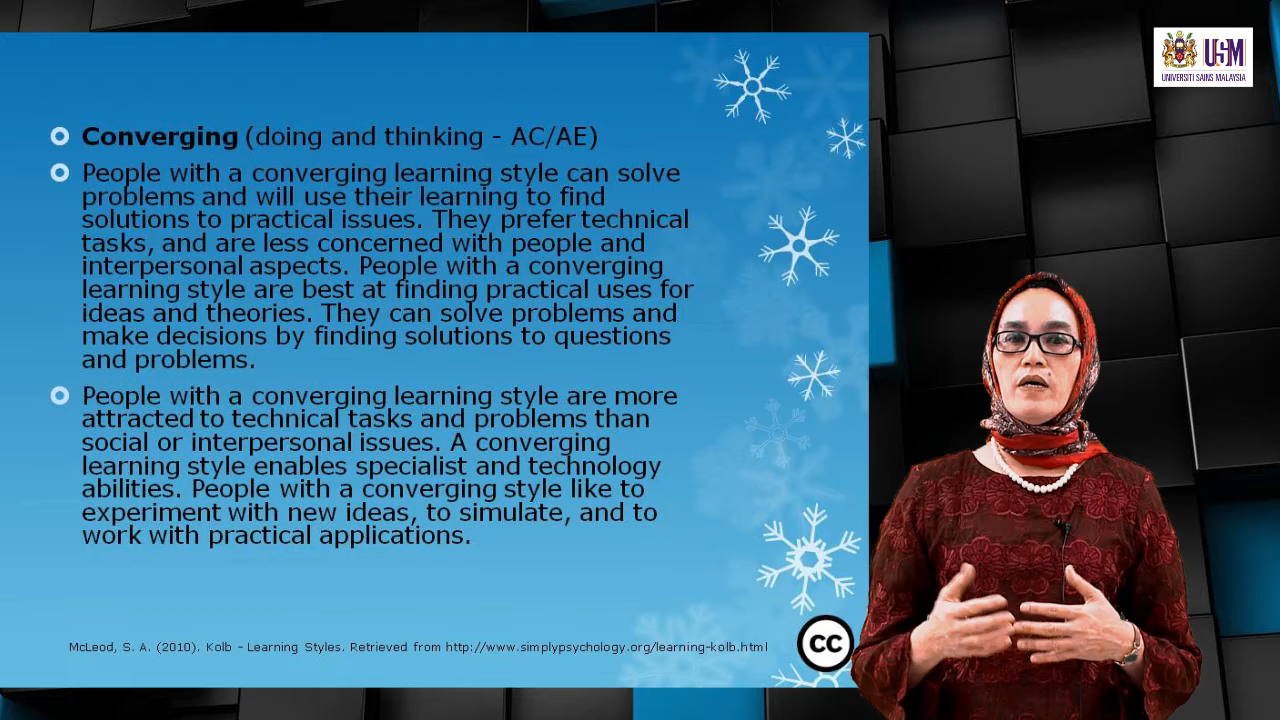 USM
UNIVERSITI SAINS MALAYSIA
Converging (doing and thinking - AC/AE)
People with a converging learning style can solve
problems and will use their learning to find
solutions to practical issues. They prefer technical
tasks, and are less concerned with people and
interpersonal aspects. People with a converging
learning style are best at finding practical uses for
ideas and theories. They can solve problems and
make decisions by finding solutions to questions
and problems.
People with a converging learning style are more
attracted to technical tasks and problems than
social or interpersonal issues. A converging
learning style enables specialist and technology
abilities. People with a converging style like to
experiment with new ideas, to simulate, and to
work with practical applications.
McLeod, S. A. (2010). Kolb - Learning Styles. Retrieved from http://www.simplypsychology.org/learning-kolb.html
cc